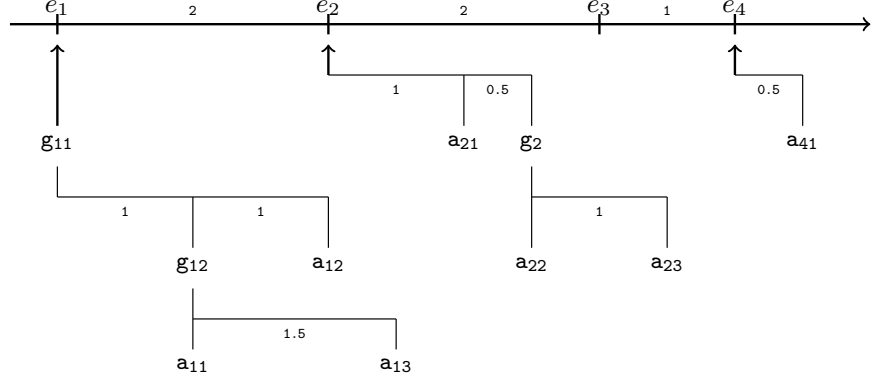 e₁ 2 e₂ 2 e₃ 1 e₄
1 0.5 0.5
g₁₁ a₂₁ g₂ a₄₁
1 1 1
g₁₂ a₁₂ a₂₂ a₂₃
1.5
a₁₁ a₁₃